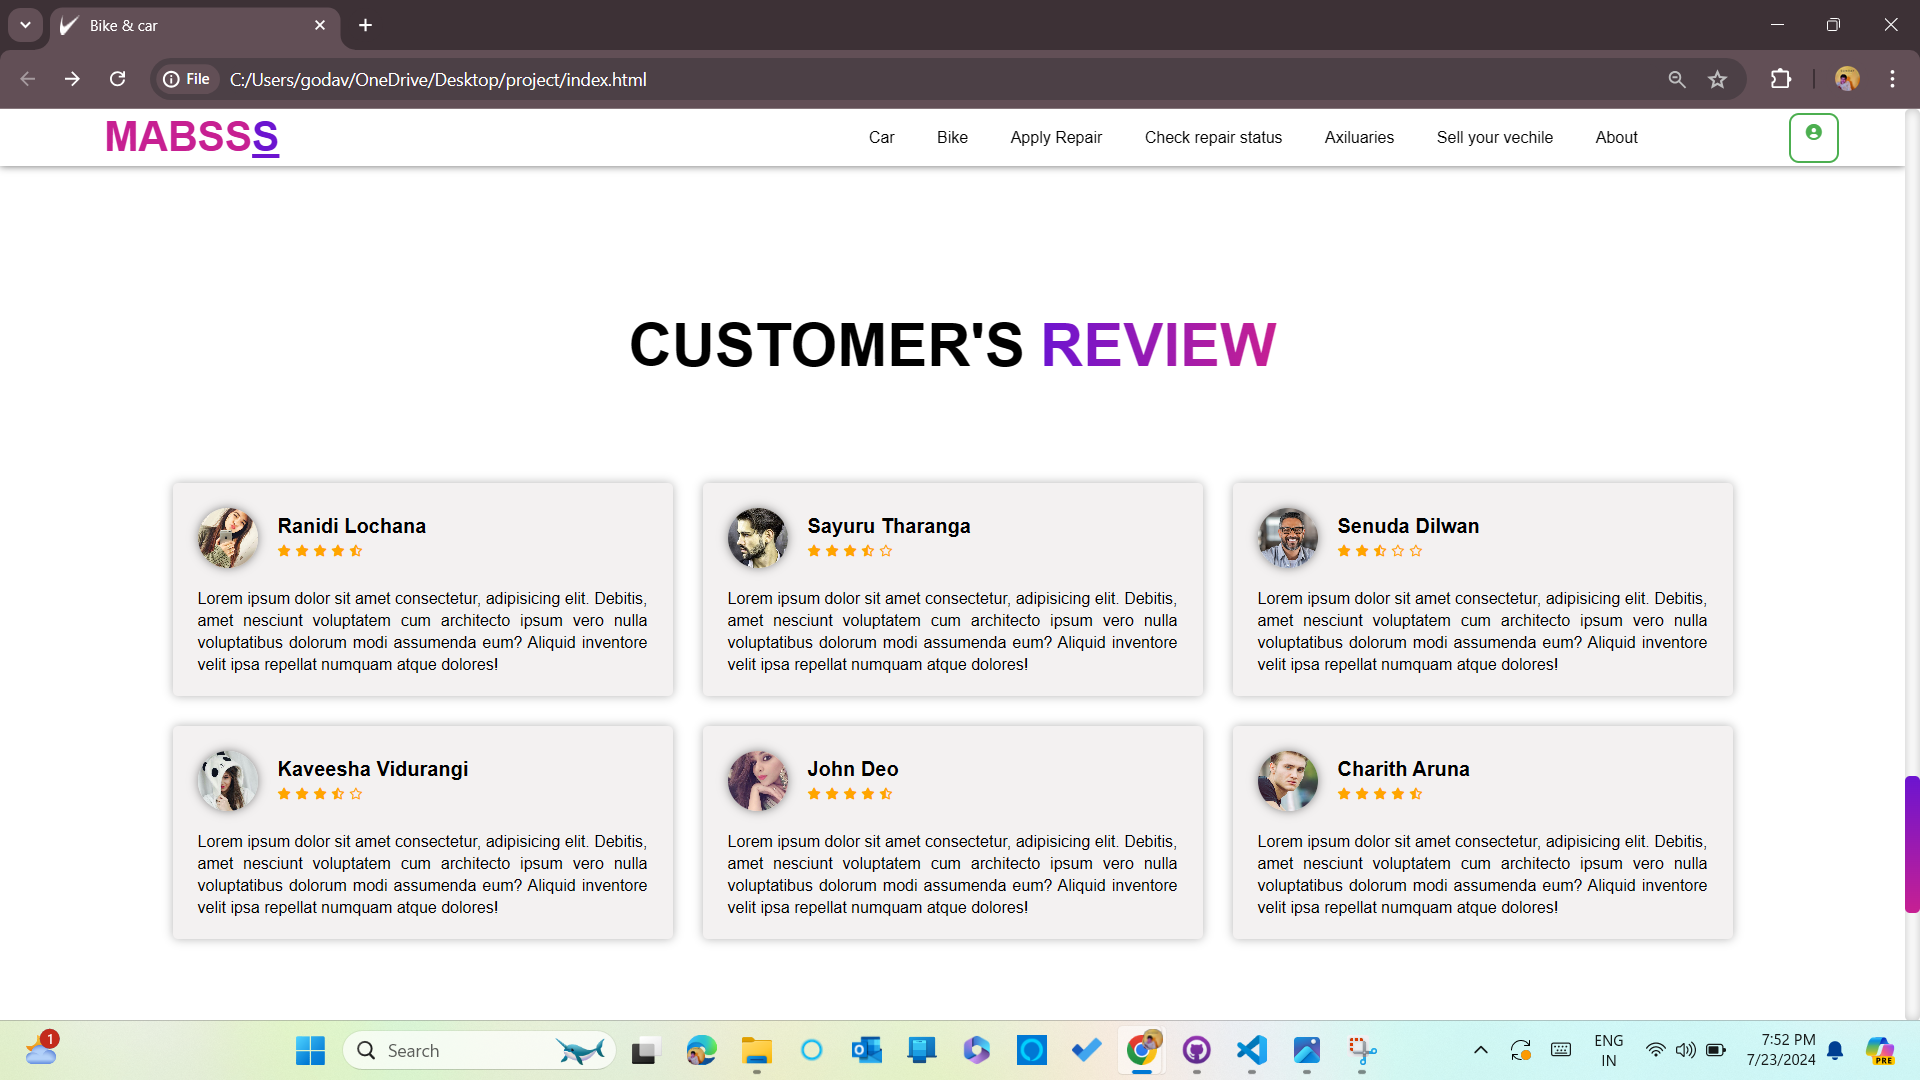 Bike & car
File C:/Users/godav/OneDrive/Desktop/project/index.html
MABSSS
Car Bike Apply Repair Check repair status Axiluaries Sell your vechile About
CUSTOMER'S REVIEW
Ranidi Lochana
Lorem ipsum dolor sit amet consectetur, adipisicing elit. Debitis,
amet nesciunt voluptatem cum architecto ipsum vero nulla
voluptatibus dolorum modi assumenda eum? Aliquid inventore
velit ipsa repellat numquam atque dolores!
Sayuru Tharanga
Lorem ipsum dolor sit amet consectetur, adipisicing elit. Debitis,
amet nesciunt voluptatem cum architecto ipsum vero nulla
voluptatibus dolorum modi assumenda eum? Aliquid inventore
velit ipsa repellat numquam atque dolores!
Senuda Dilwan
Lorem ipsum dolor sit amet consectetur, adipisicing elit. Debitis,
amet nesciunt voluptatem cum architecto ipsum vero nulla
voluptatibus dolorum modi assumenda eum? Aliquid inventore
velit ipsa repellat numquam atque dolores!
Kaveesha Vidurangi
Lorem ipsum dolor sit amet consectetur, adipisicing elit. Debitis,
amet nesciunt voluptatem cum architecto ipsum vero nulla
voluptatibus dolorum modi assumenda eum? Aliquid inventore
velit ipsa repellat numquam atque dolores!
John Deo
Lorem ipsum dolor sit amet consectetur, adipisicing elit. Debitis,
amet nesciunt voluptatem cum architecto ipsum vero nulla
voluptatibus dolorum modi assumenda eum? Aliquid inventore
velit ipsa repellat numquam atque dolores!
Charith Aruna
Lorem ipsum dolor sit amet consectetur, adipisicing elit. Debitis,
amet nesciunt voluptatem cum architecto ipsum vero nulla
voluptatibus dolorum modi assumenda eum? Aliquid inventore
velit ipsa repellat numquam atque dolores!
1
Search
ENG
IN
7:52 PM
7/23/2024
PRE